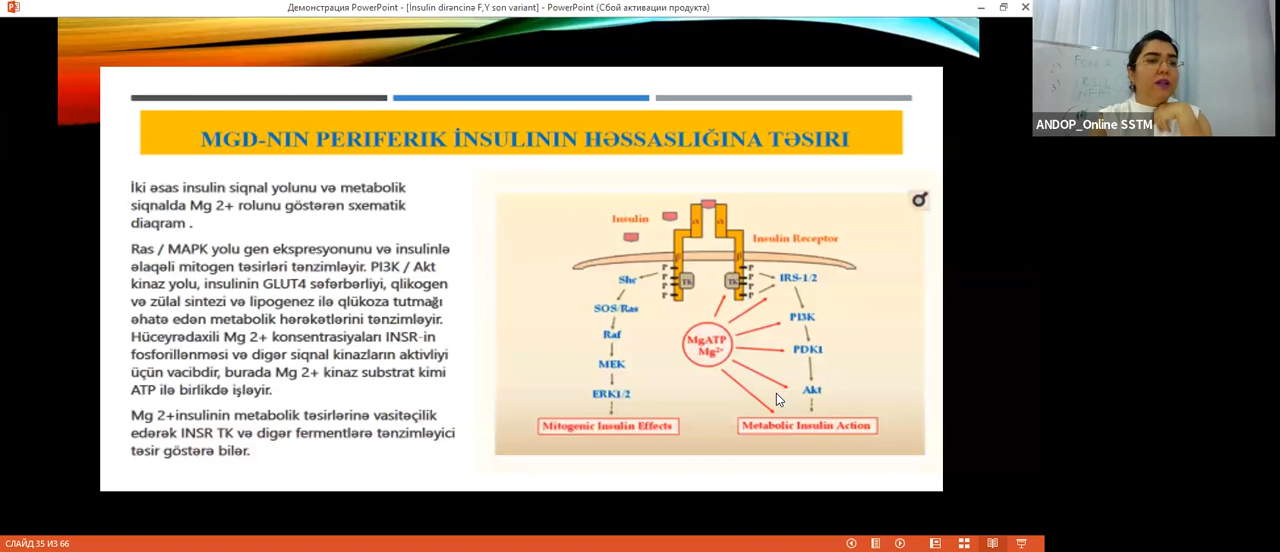 Демонстрация PowerPoint - [İnsulin dirəncinə F,Y son variant] - PowerPoint (Сбой активации продукта)
ANDOP_Online SSTM
MGD-NIN PERIFERIK İNSULININ HƏSSASLIĞINA TƏSIRI
İki əsas insulin siqnal yolunu və metabolik
siqnalda Mg 2+ rolunu göstərən sxematik
diaqram .
Ras / MAPK yolu gen ekspresyonunu və insulinlə
əlaqəli mitogen təsirləri tənzimləyir. PI3K / Akt
kinaz yolu, insulinin GLUT4 səfərbərliyi, qlikogen
və zülal sintezi və lipogenez ilə qlükoza tutmağı
əhatə edən metabolik hərəkətlərini tənzimləyir.
Hüceyrədaxili Mg 2+ konsentrasiyaları INSR-in
fosforillənməsi və digər siqnal kinazların aktivliyi
üçün vacibdir, burada Mg 2+ kinaz substrat kimi
ATP ilə birlikdə işləyir.
Mg 2+insulinin metabolik təsirlərinə vasitəçilik
edərək INSR TK və digər fermentlərə tənzimləyici
təsir göstərə bilər.
Insulin
α α
Insulin Receptor
β β
P P
P P
P P
P P
TK TK
Shc
IRS-1/2
SOS/Ras
PI3K
Raf
MgATP
Mg²⁺
PDK1
MEK
Akt
ERK1/2
Mitogenic Insulin Effects
Metabolic Insulin Action
СЛАЙД 35 ИЗ 66